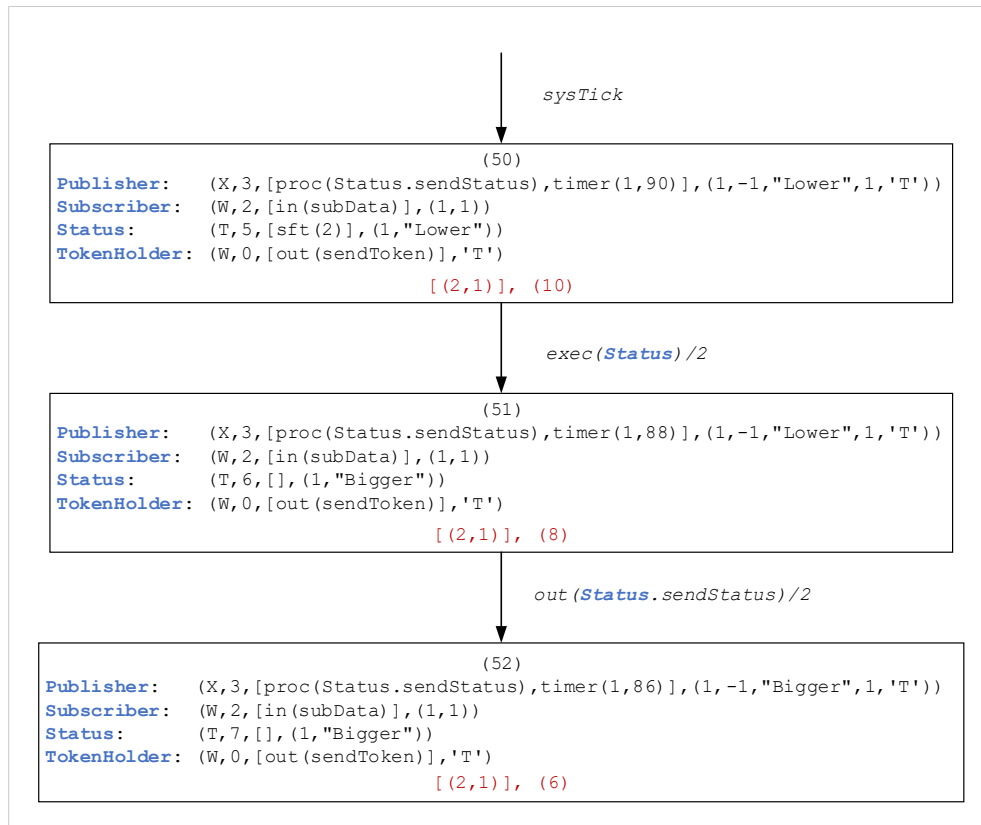 sysTick
(50)
Publisher: (X,3,[proc(Status.sendStatus),timer(1,90)],(1,-1,"Lower",1,'T'))
Subscriber: (W,2,[in(subData)],(1,1))
Status: (T,5,[sft(2)],(1,"Lower"))
TokenHolder: (W,0,[out(sendToken)],'T')
[(2,1)], (10)
exec(Status)/2
(51)
Publisher: (X,3,[proc(Status.sendStatus),timer(1,88)],(1,-1,"Lower",1,'T'))
Subscriber: (W,2,[in(subData)],(1,1))
Status: (T,6,[],(1,"Bigger"))
TokenHolder: (W,0,[out(sendToken)],'T')
[(2,1)], (8)
out(Status.sendStatus)/2
(52)
Publisher: (X,3,[proc(Status.sendStatus),timer(1,86)],(1,-1,"Bigger",1,'T'))
Subscriber: (W,2,[in(subData)],(1,1))
Status: (T,7,[],(1,"Bigger"))
TokenHolder: (W,0,[out(sendToken)],'T')
[(2,1)], (6)